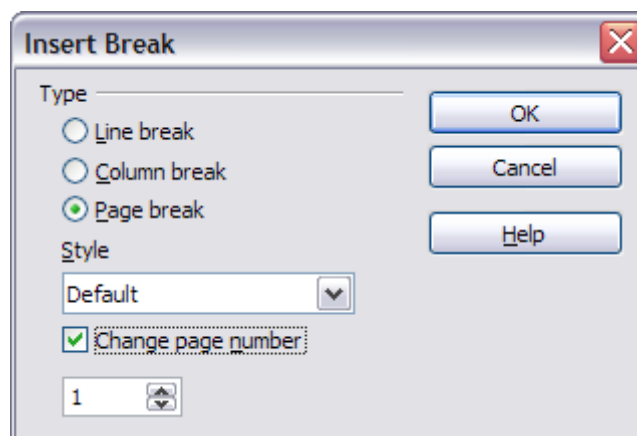 Insert Break
Type
Line break
Column break
Page break
Style
Default
Change page number
1
OK
Cancel
Help